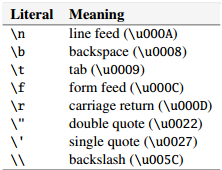 Literal Meaning
\n line feed (\u000A)
\b backspace (\u0008)
\t tab (\u0009)
\f form feed (\u000C)
\r carriage return (\u000D)
\" double quote (\u0022)
\' single quote (\u0027)
\\ backslash (\u005C)